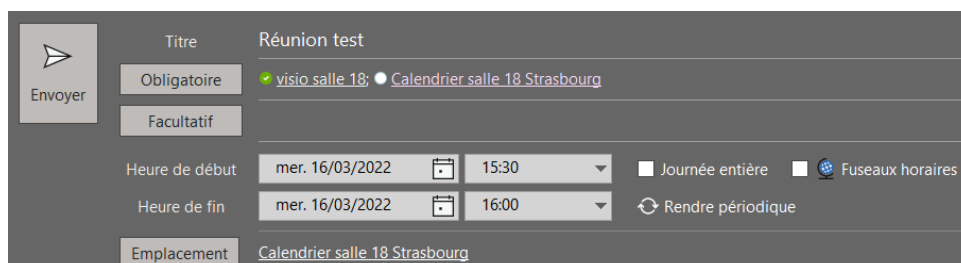 Titre Réunion test
Envoyer
Obligatoire visio salle 18; Calendrier salle 18 Strasbourg
Facultatif
Heure de début mer. 16/03/2022 15:30 Journée entière Fuseaux horaires
Heure de fin mer. 16/03/2022 16:00 Rendre périodique
Emplacement Calendrier salle 18 Strasbourg